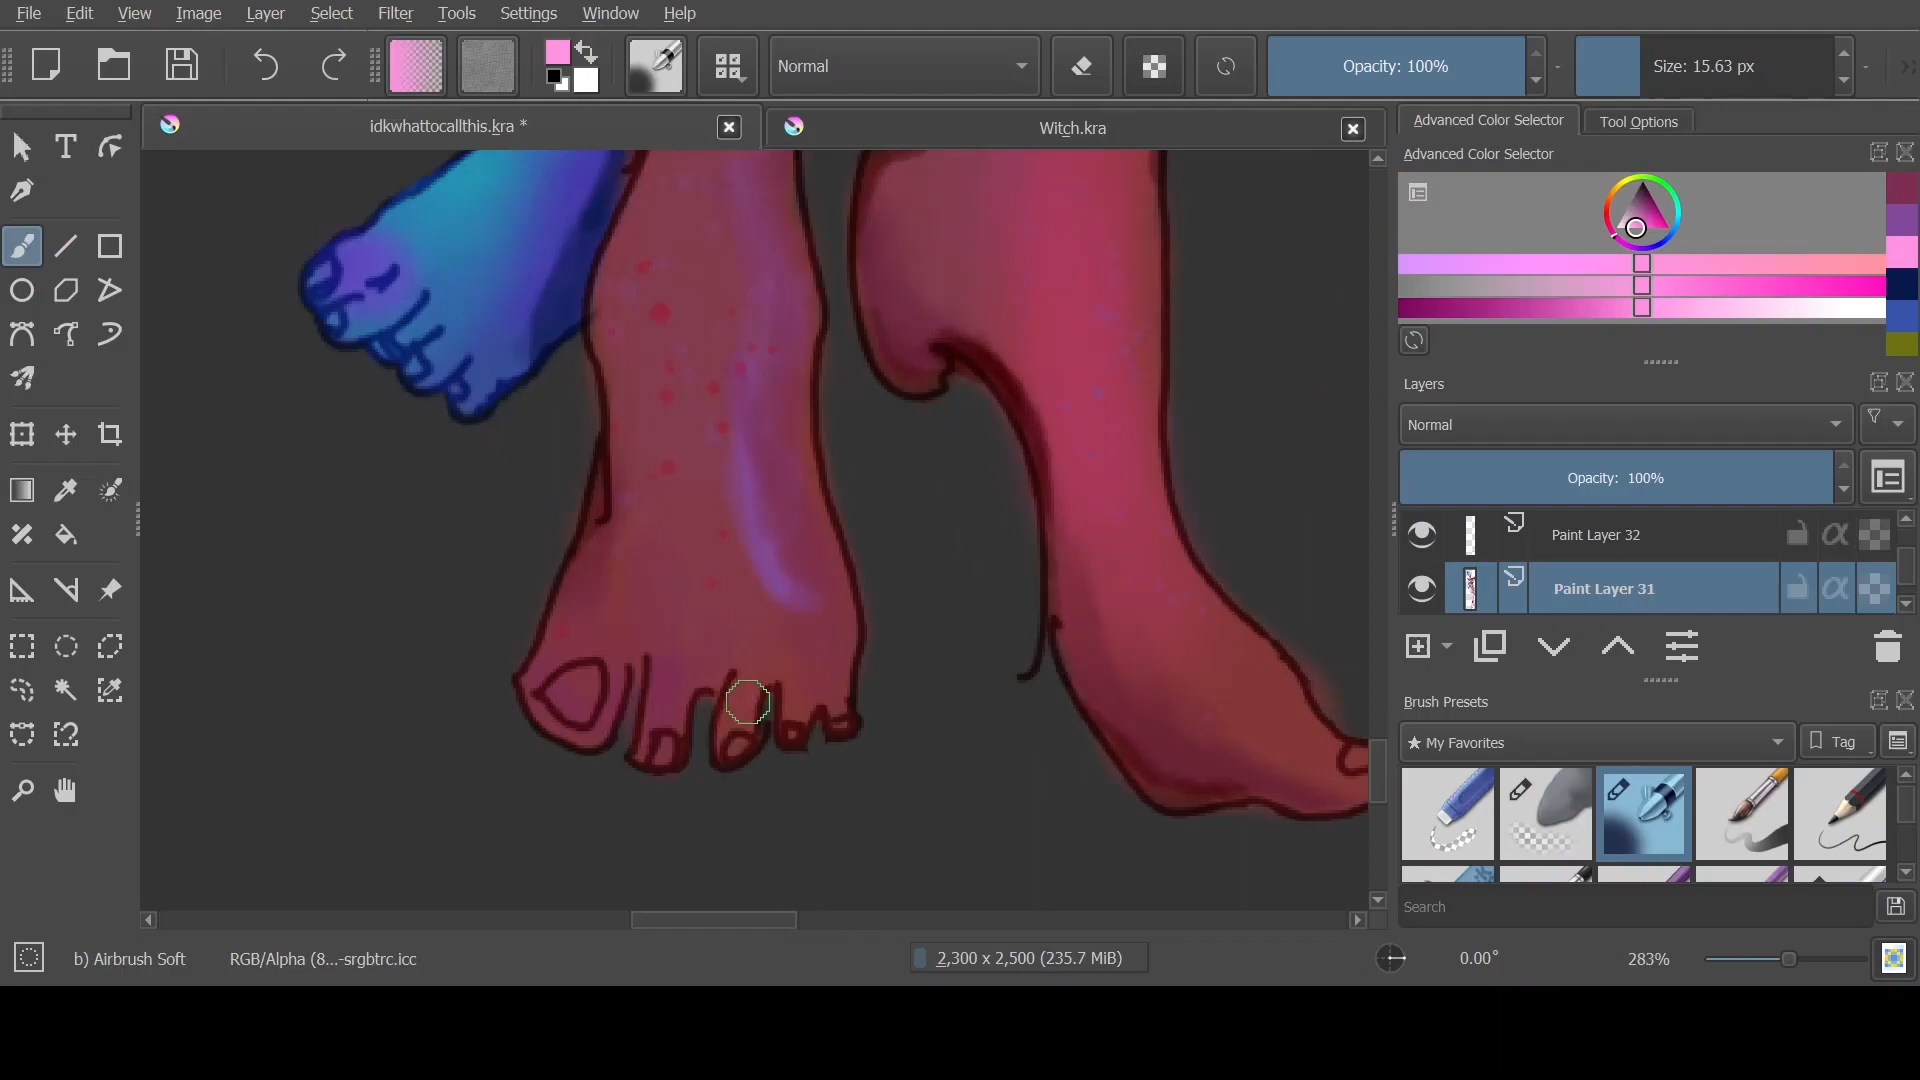 File Edit View Image Layer Select Filter Tools Settings Window Help
Normal
Opacity: 100%
Size: 15.63 px
idkwhattocallthis.kra *
Witch.kra
Advanced Color Selector
Tool Options
Advanced Color Selector
Layers
Normal
Opacity: 100%
Paint Layer 32
Paint Layer 31
Brush Presets
★ My Favorites
Tag
Search
b) Airbrush Soft
RGB/Alpha (8...-srgbtrc.icc
2,300 x 2,500 (235.7 MiB)
0.00°
283%